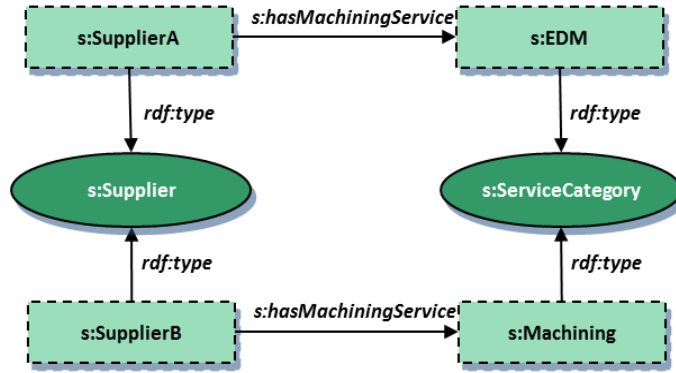 s:SupplierA
s:hasMachiningService
s:EDM
rdf:type
rdf:type
s:Supplier
s:ServiceCategory
rdf:type
rdf:type
s:SupplierB
s:hasMachiningService
s:Machining